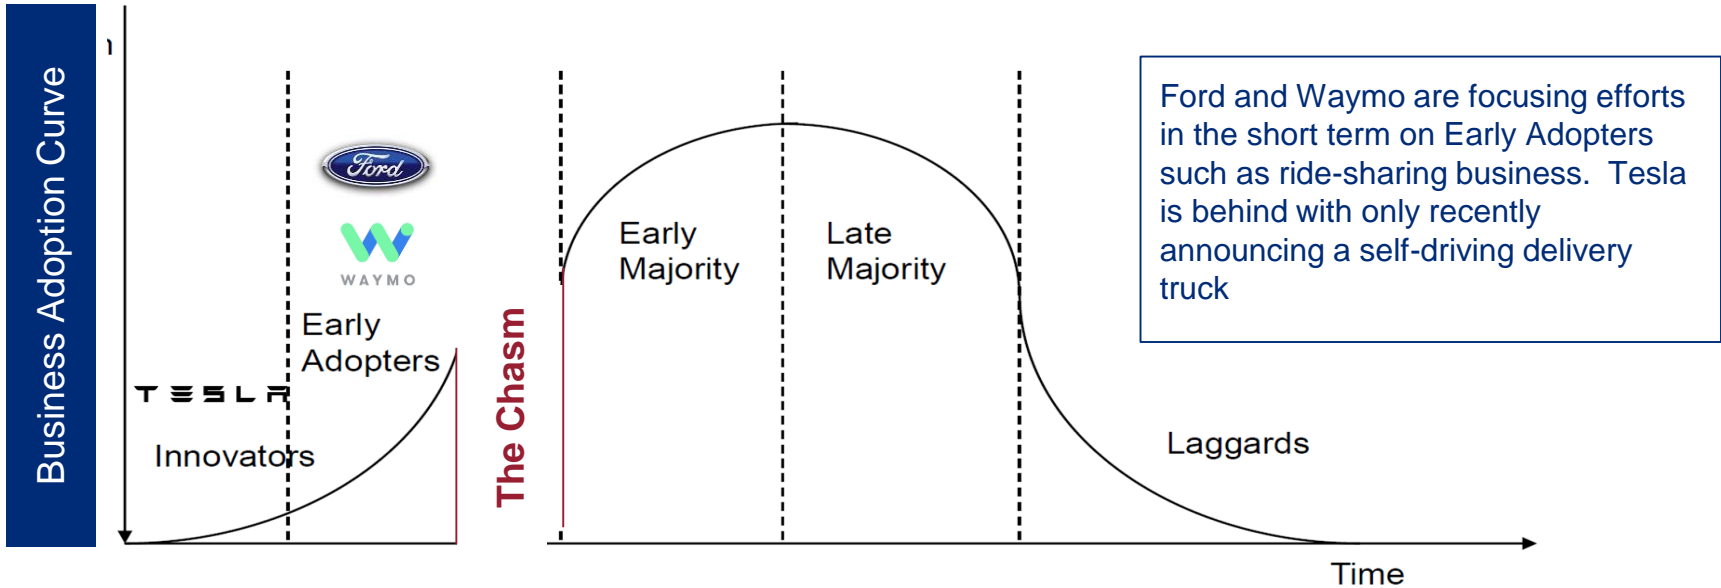 Business Adoption Curve
Ford
WAYMO
Early
Adopters
TESLA
Innovators
The Chasm
Early
Majority
Late
Majority
Laggards
Time
Ford and Waymo are focusing efforts
in the short term on Early Adopters
such as ride-sharing business.  Tesla
is behind with only recently
announcing a self-driving delivery
truck